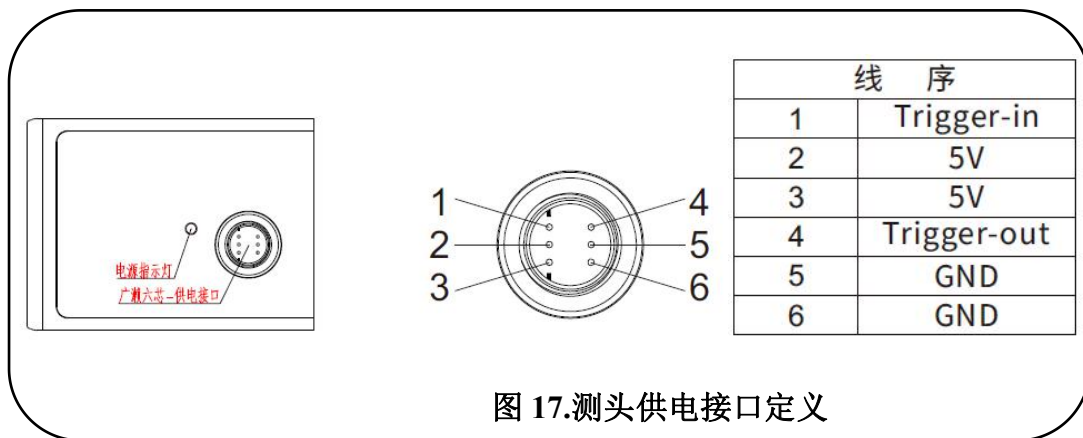 电源指示灯
广濑六芯-供电接口
1
2
3
4
5
6
线 序
1 Trigger-in
2 5V
3 5V
4 Trigger-out
5 GND
6 GND
图 17.测头供电接口定义